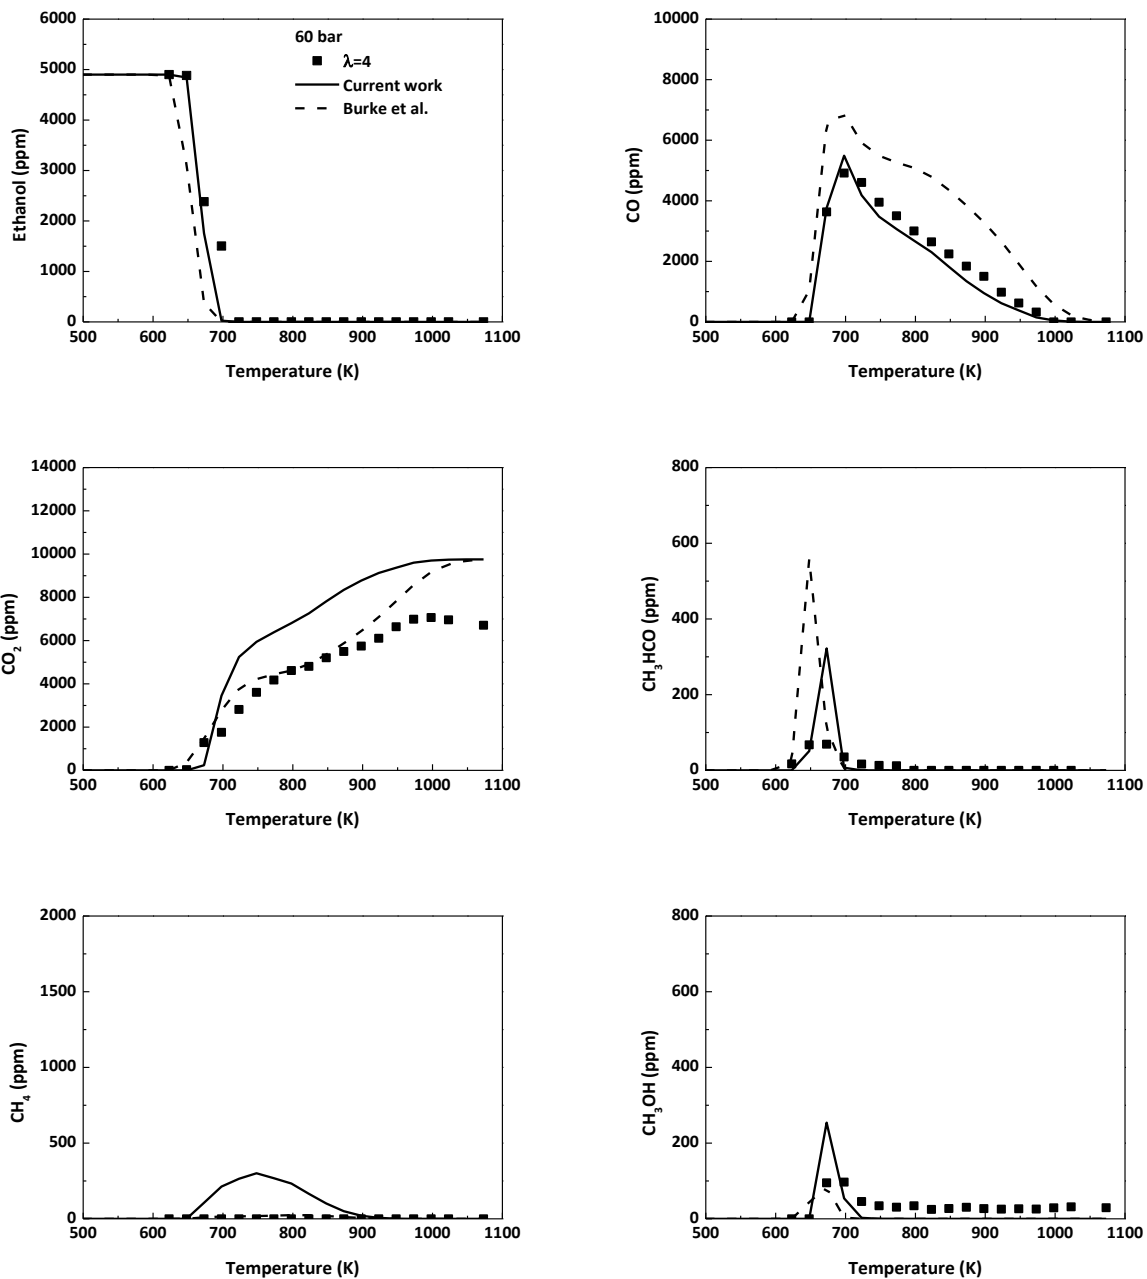 60 bar
λ=4
Current work
Burke et al.
6000
5000
4000
3000
2000
1000
0
Ethanol (ppm)
500 600 700 800 900 1000 1100
Temperature (K)
10000
8000
6000
4000
2000
0
CO (ppm)
500 600 700 800 900 1000 1100
Temperature (K)
14000
12000
10000
8000
6000
4000
2000
0
CO₂ (ppm)
500 600 700 800 900 1000 1100
Temperature (K)
800
600
400
200
0
CH₃HCO (ppm)
500 600 700 800 900 1000 1100
Temperature (K)
2000
1500
1000
500
0
CH₄ (ppm)
500 600 700 800 900 1000 1100
Temperature (K)
800
600
400
200
0
CH₃OH (ppm)
500 600 700 800 900 1000 1100
Temperature (K)